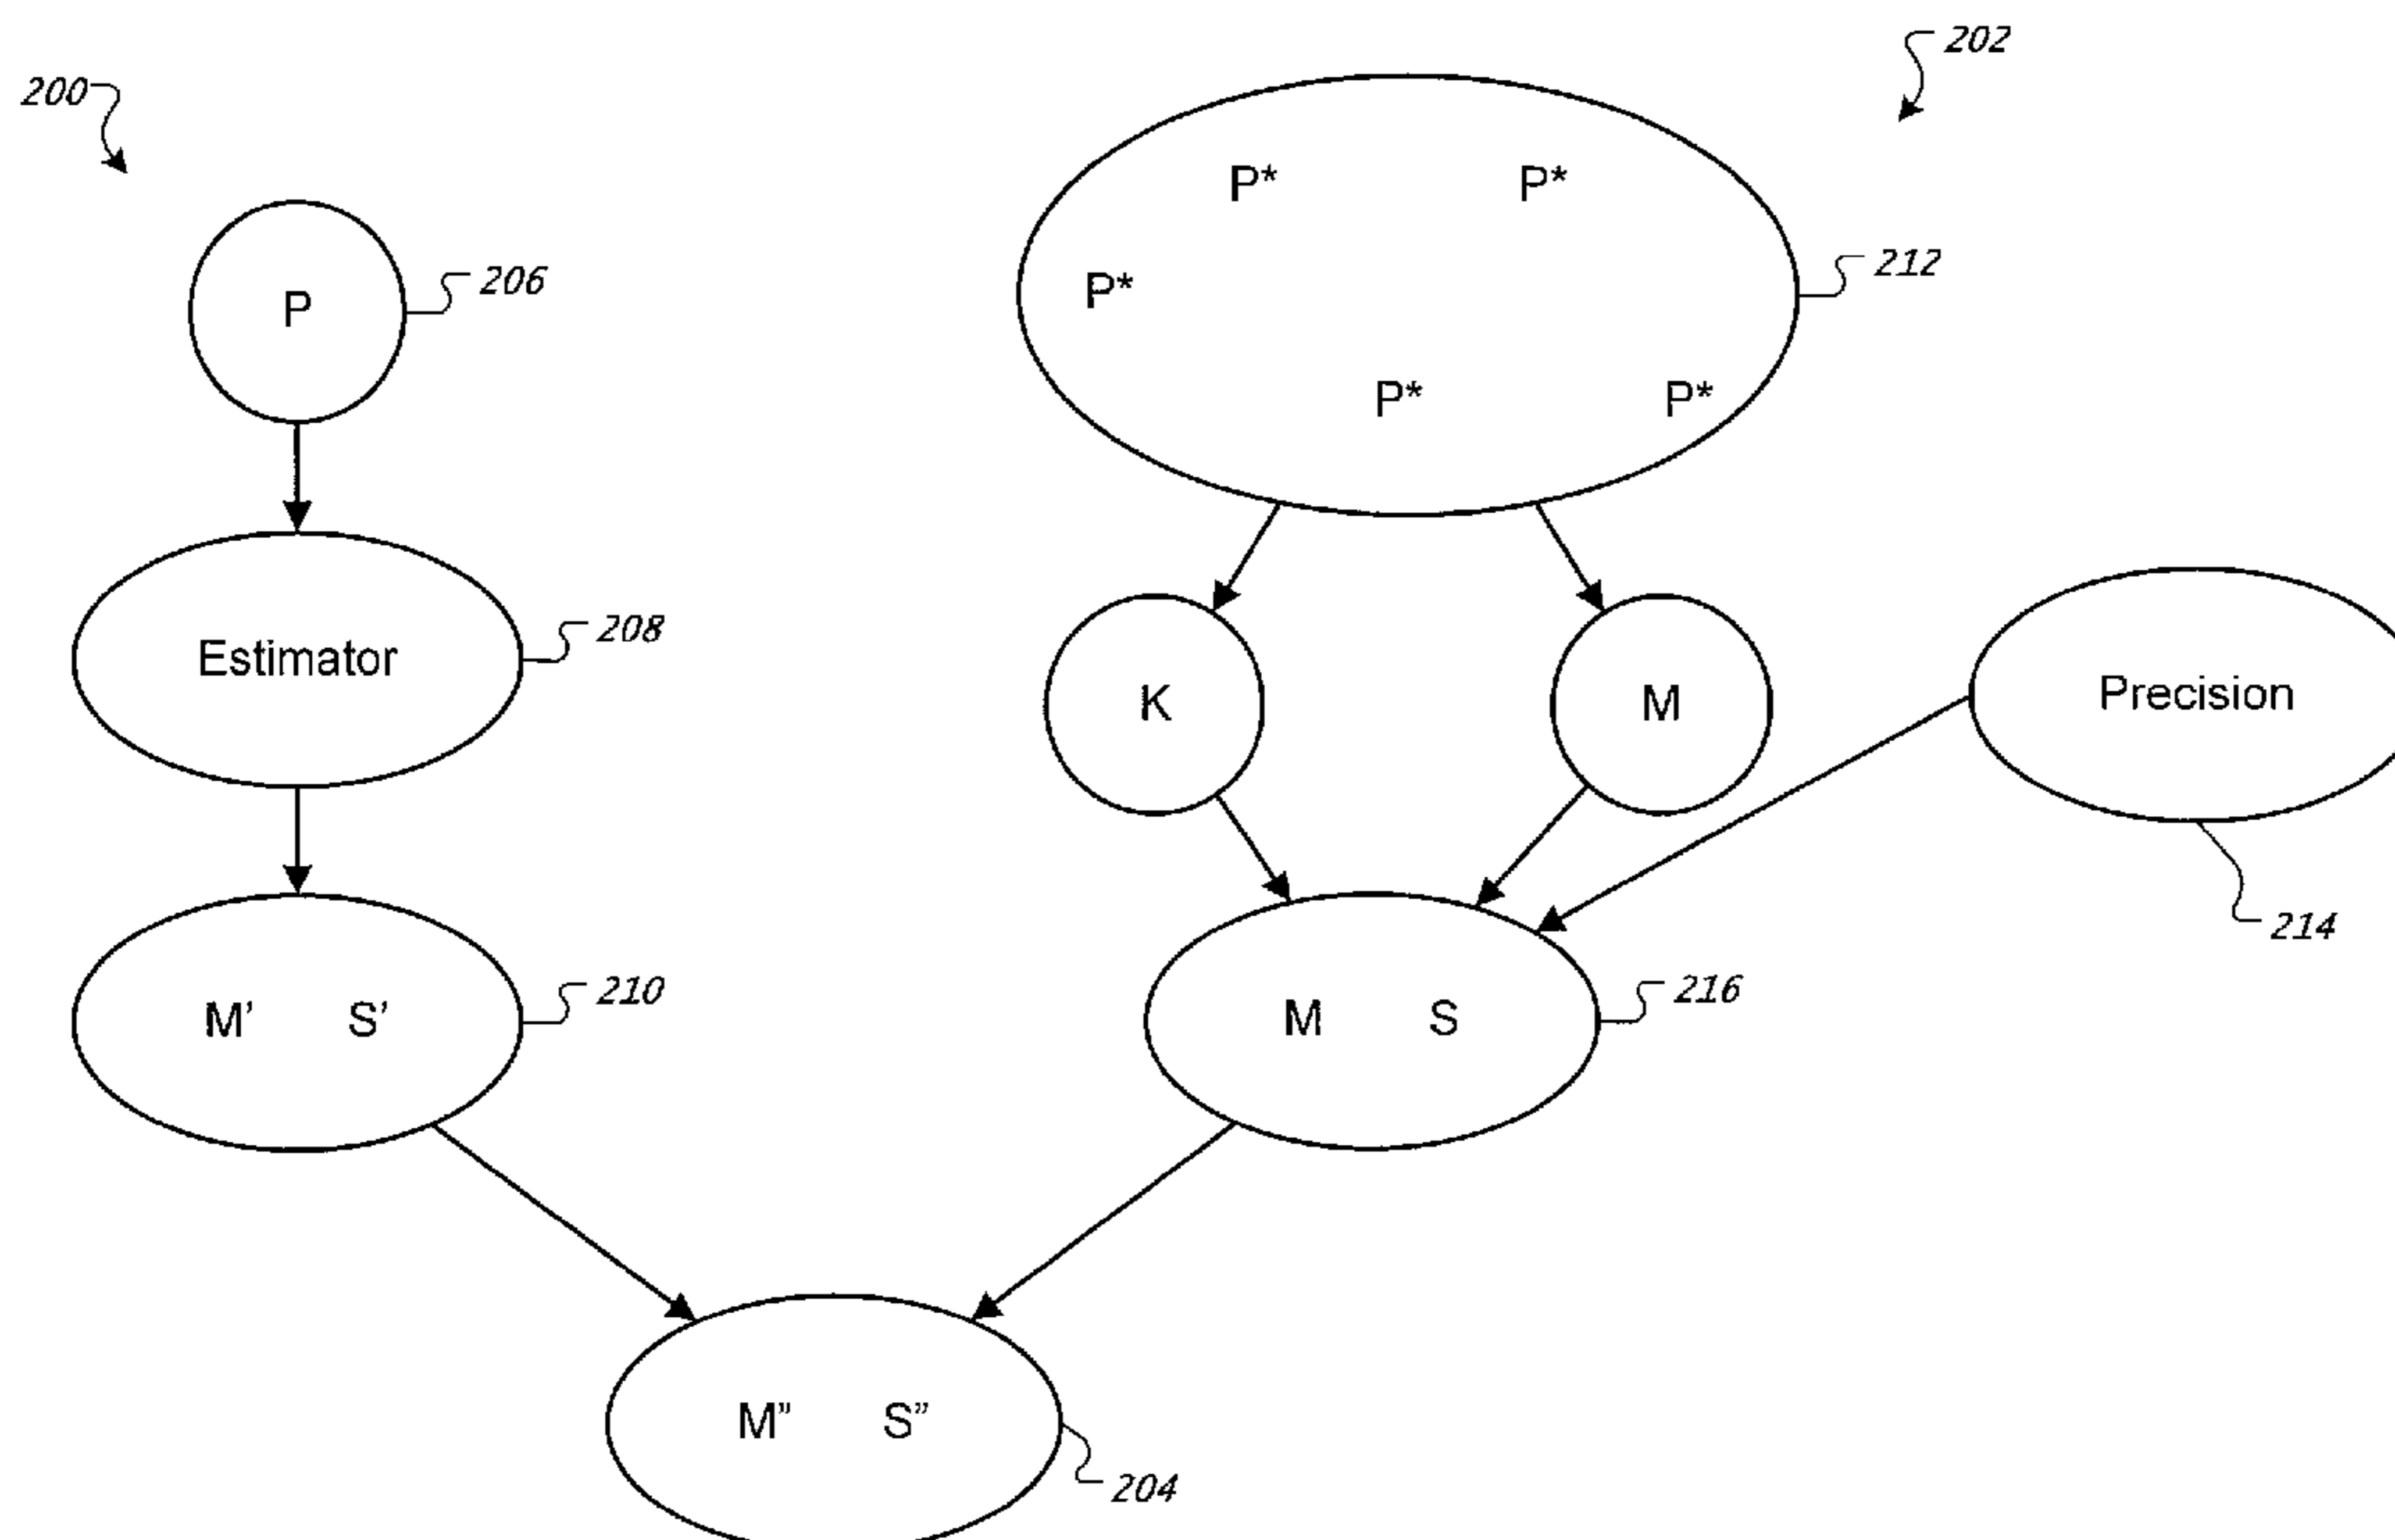 202
200
P* P*
212
P*
206
P
P* P*
208
Estimator
K M
Precision
214
210
M' S'
216
M S
M" S"
204